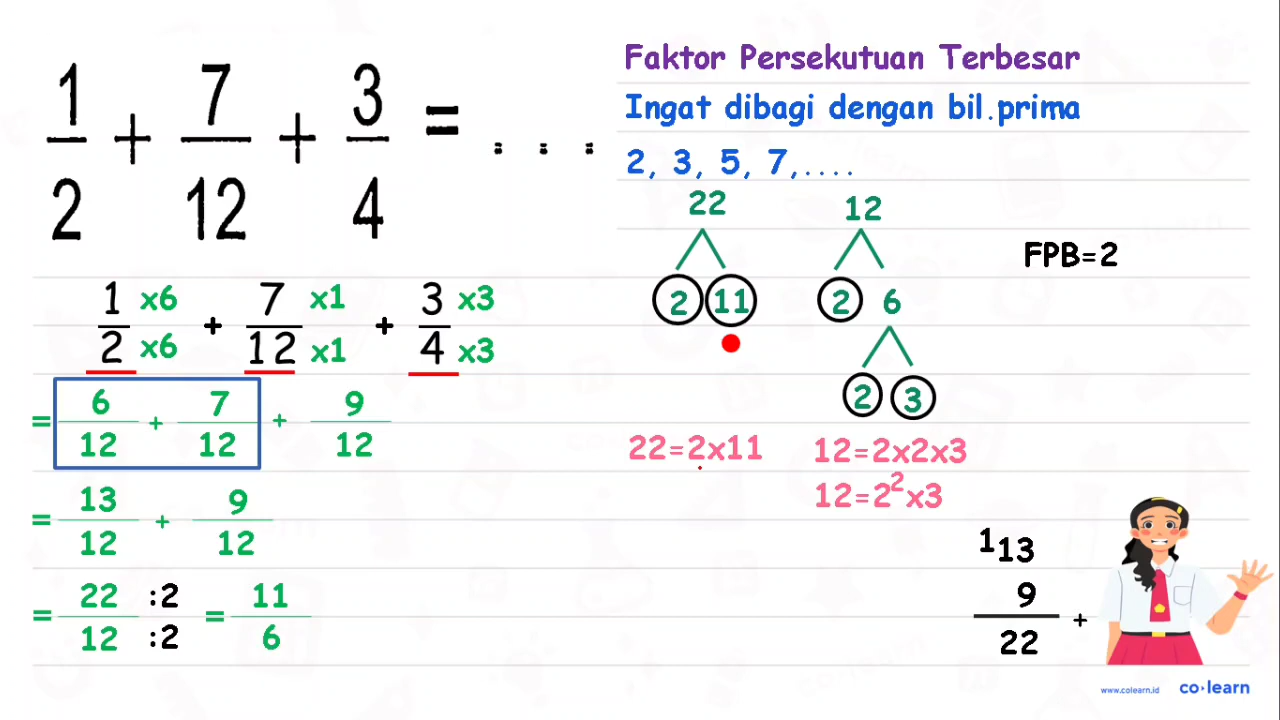 1/2 + 7/12 + 3/4 = . . .
1/2 x6/x6 + 7/12 x1/x1 + 3/4 x3/x3
= 6/12 + 7/12 + 9/12
= 13/12 + 9/12
= 22/12 :2/:2 = 11/6
Faktor Persekutuan Terbesar
Ingat dibagi dengan bil.prima
2, 3, 5, 7,....
22 12
FPB=2
2 11 2 6
2 3
22=2x11 12=2x2x3
12=2²x3
¹13
9
+
22
www.colearn.id co·learn